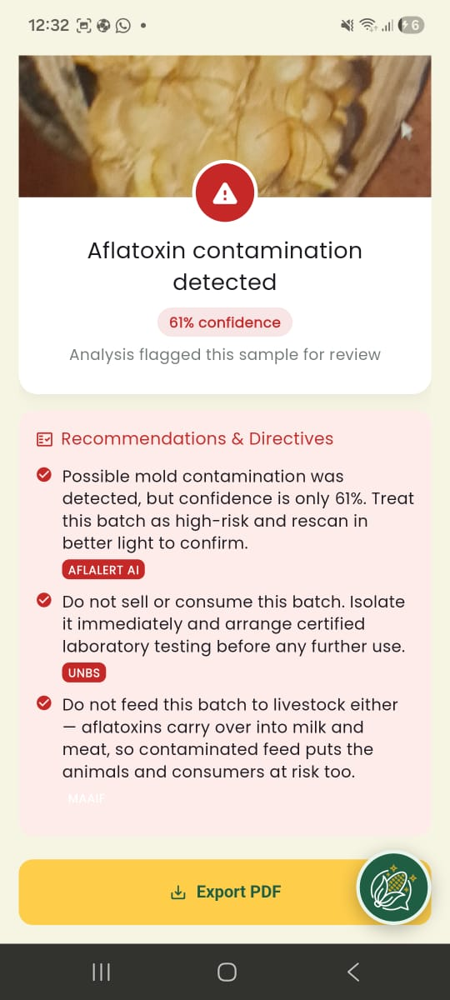 12:32
6
Aflatoxin contamination
detected
61% confidence
Analysis flagged this sample for review
Recommendations & Directives
Possible mold contamination was
detected, but confidence is only 61%. Treat
this batch as high-risk and rescan in
better light to confirm.
AFLALERT AI
Do not sell or consume this batch. Isolate
it immediately and arrange certified
laboratory testing before any further use.
UNBS
Do not feed this batch to livestock either
— aflatoxins carry over into milk and
meat, so contaminated feed puts the
animals and consumers at risk too.
MAAIF
Export PDF